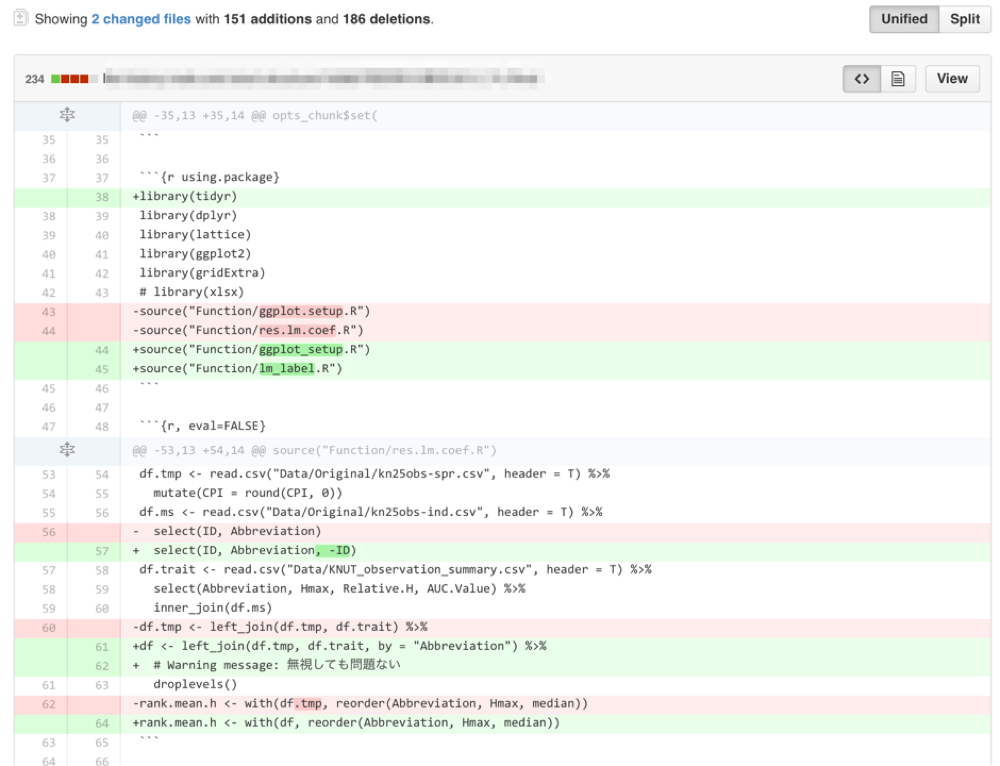 Showing 2 changed files with 151 additions and 186 deletions.
Unified Split
234
<> View
@@ -35,13 +35,14 @@ opts_chunk$set(
35 35 ```
36 36
37 37 ```{r using.package}
38 +library(tidyr)
38 39 library(dplyr)
39 40 library(lattice)
40 41 library(ggplot2)
41 42 library(gridExtra)
42 43 # library(xlsx)
43 -source("Function/ggplot.setup.R")
44 -source("Function/res.lm.coef.R")
44 +source("Function/ggplot_setup.R")
45 +source("Function/lm_label.R")
45 46 ```
46 47
47 48 ```{r, eval=FALSE}
@@ -53,13 +54,14 @@ source("Function/res.lm.coef.R")
53 54 df.tmp <- read.csv("Data/Original/kn25obs-spr.csv", header = T) %>%
54 55 mutate(CPI = round(CPI, 0))
55 56 df.ms <- read.csv("Data/Original/kn25obs-ind.csv", header = T) %>%
56 - select(ID, Abbreviation)
57 + select(ID, Abbreviation, -ID)
57 58 df.trait <- read.csv("Data/KNUT_observation_summary.csv", header = T) %>%
58 59 select(Abbreviation, Hmax, Relative.H, AUC.Value) %>%
59 60 inner_join(df.ms)
60 -df.tmp <- left_join(df.tmp, df.trait) %>%
61 +df <- left_join(df.tmp, df.trait, by = "Abbreviation") %>%
62 + # Warning message: 無視しても問題ない
61 63 droplevels()
62 -rank.mean.h <- with(df.tmp, reorder(Abbreviation, Hmax, median))
64 +rank.mean.h <- with(df, reorder(Abbreviation, Hmax, median))
63 65 ```
64 66